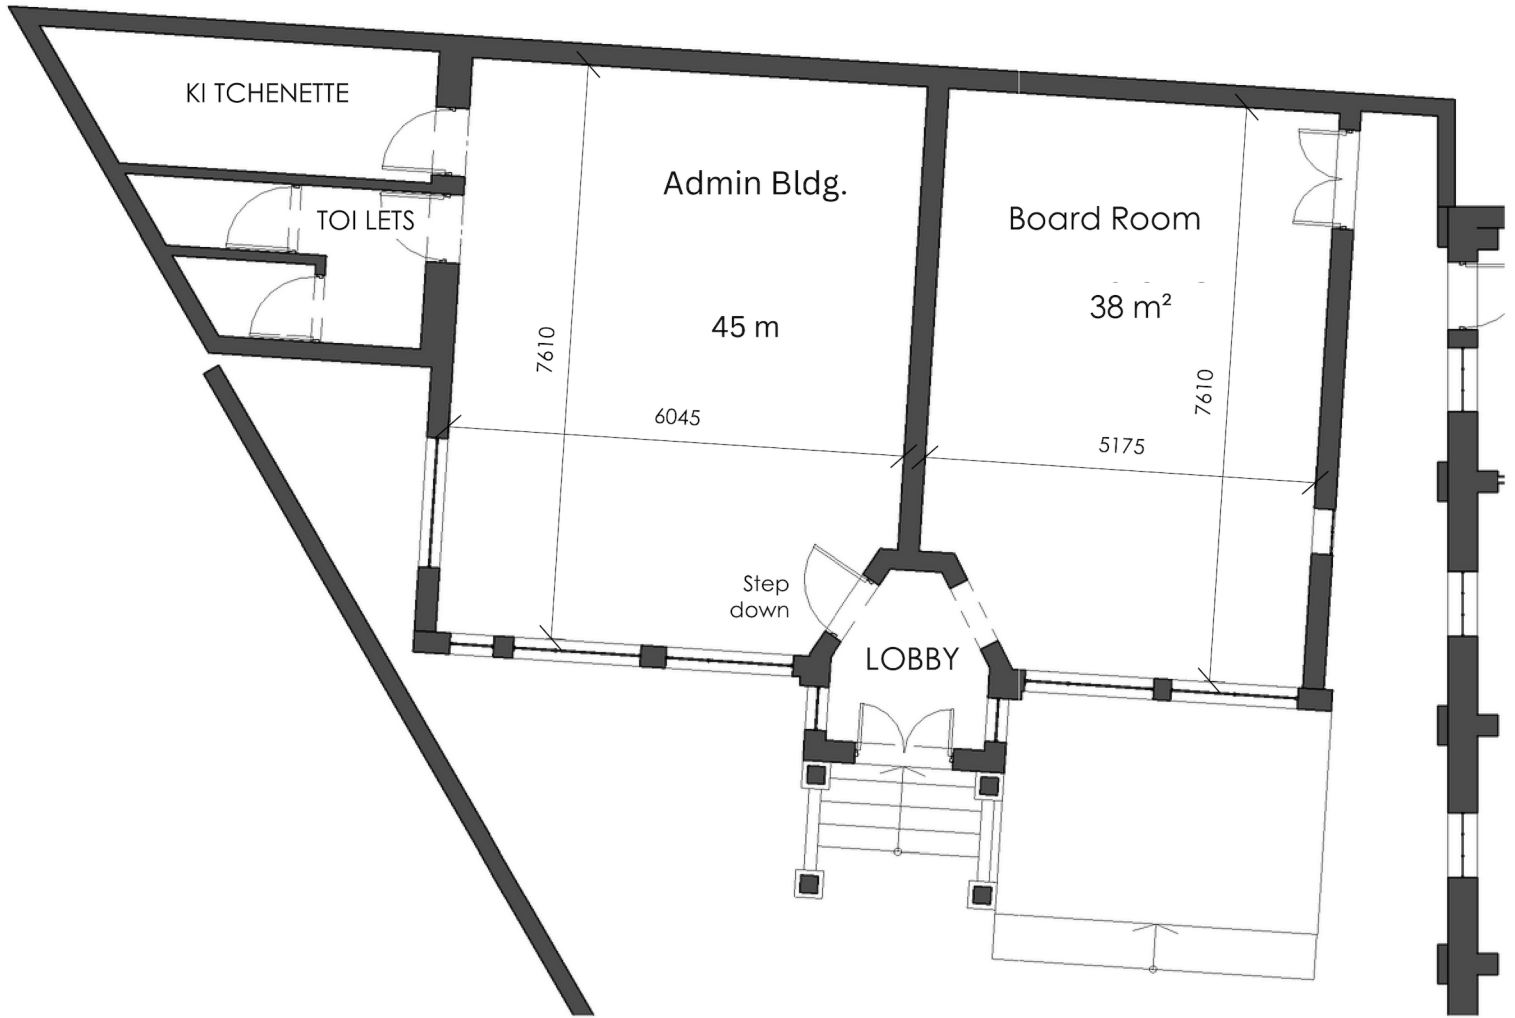 KI TCHENETTE
TOI LETS
Admin Bldg.
45 m
7610
6045
Board Room
38 m²
7610
5175
Step
down
LOBBY